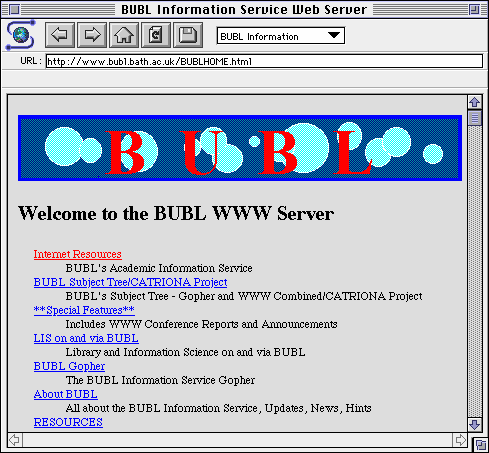 BUBL Information Service Web Server
BUBL Information
URL: http://www.bubl.bath.ac.uk/BUBLHOME.html
B U B L
Welcome to the BUBL WWW Server
Internet Resources
BUBL's Academic Information Service
BUBL Subject Tree/CATRIONA Project
BUBL's Subject Tree - Gopher and WWW Combined/CATRIONA Project
**Special Features**
Includes WWW Conference Reports and Announcements
LIS on and via BUBL
Library and Information Science on and via BUBL
BUBL Gopher
The BUBL Information Service Gopher
About BUBL
All about the BUBL Information Service, Updates, News, Hints
RESOURCES